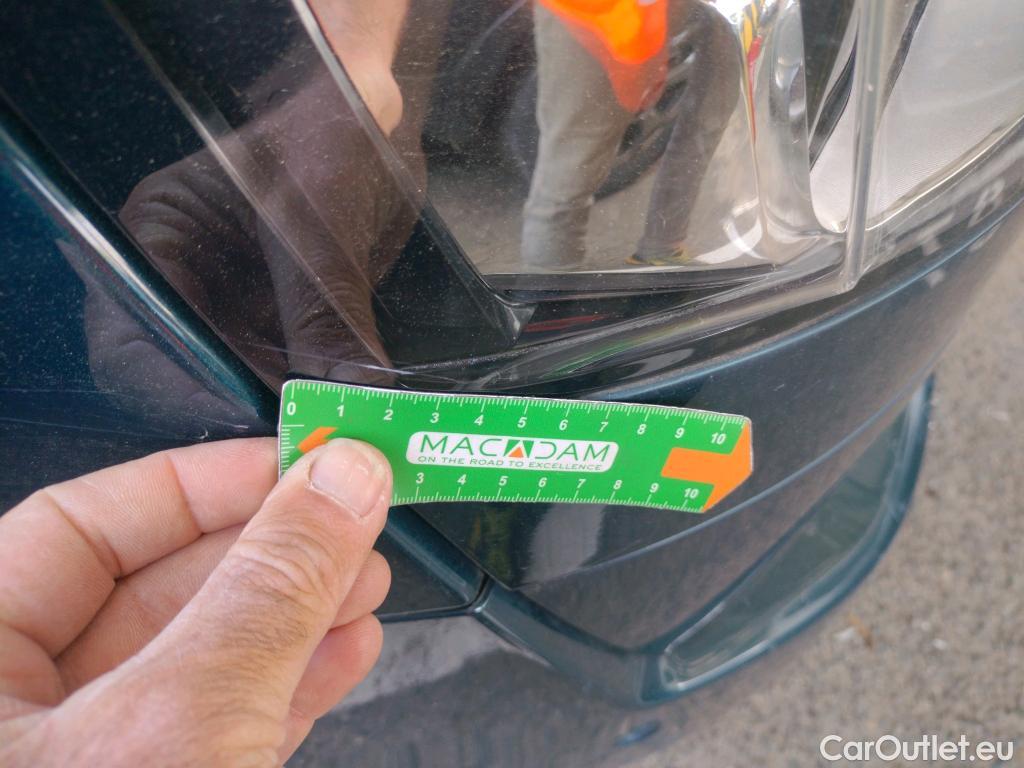 0 1 2 3 4 5 6 7 8 9 10
MACADAM
ON THE ROAD TO EXCELLENCE
3 4 5 6 7 8 9 10
CarOutlet.eu